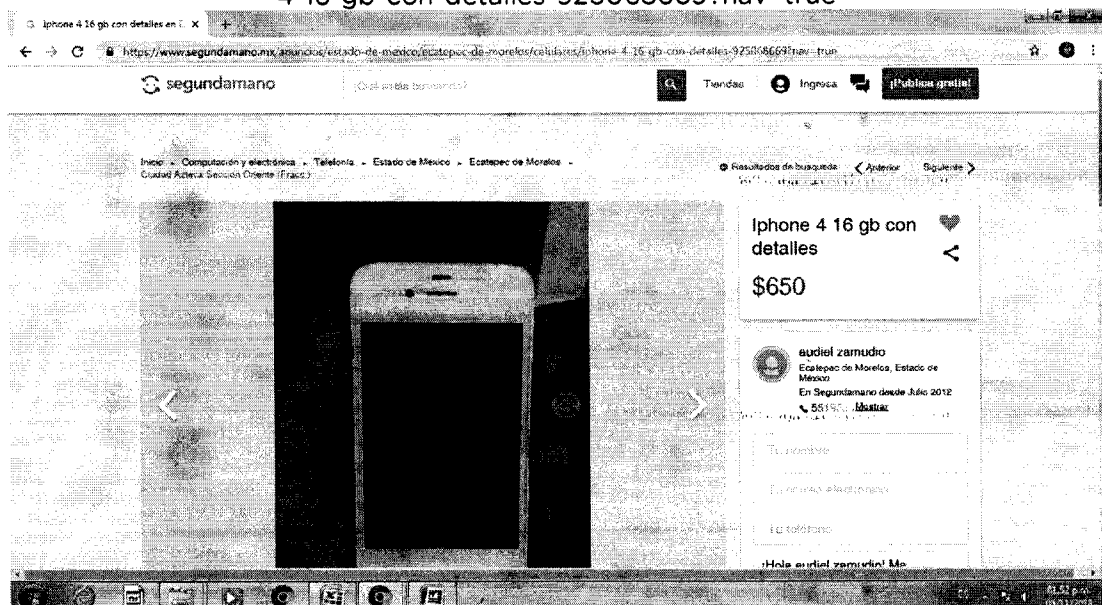 4 16 gb con detalles 925868669?nav true
Iphone 4 16 gb con detalles en
https://www.segundamano.mx/anuncios/estado-de-mexico/ecatepec-de-morelos/celulares/iphone-4-16-gb-con-detalles-925868669?nav=true
segundamano
Tiendas
Ingresa
¡Publica gratis!
Inicio
Computación y electrónica
Telefonía
Estado de México
Ecatepec de Morelos
Ciudad Azteca Sección Oriente (Fracc.)
Resultados de busqueda
Anterior
Siguiente
Iphone 4 16 gb con
detalles
$650
audiel zamudio
Ecatepec de Morelos, Estado de
México
En Segundamano desde Julio 2012
Mostrar
Tu nombre
Tu correo electrónico
Tu teléfono
¡Hola audiel zamudio! Me